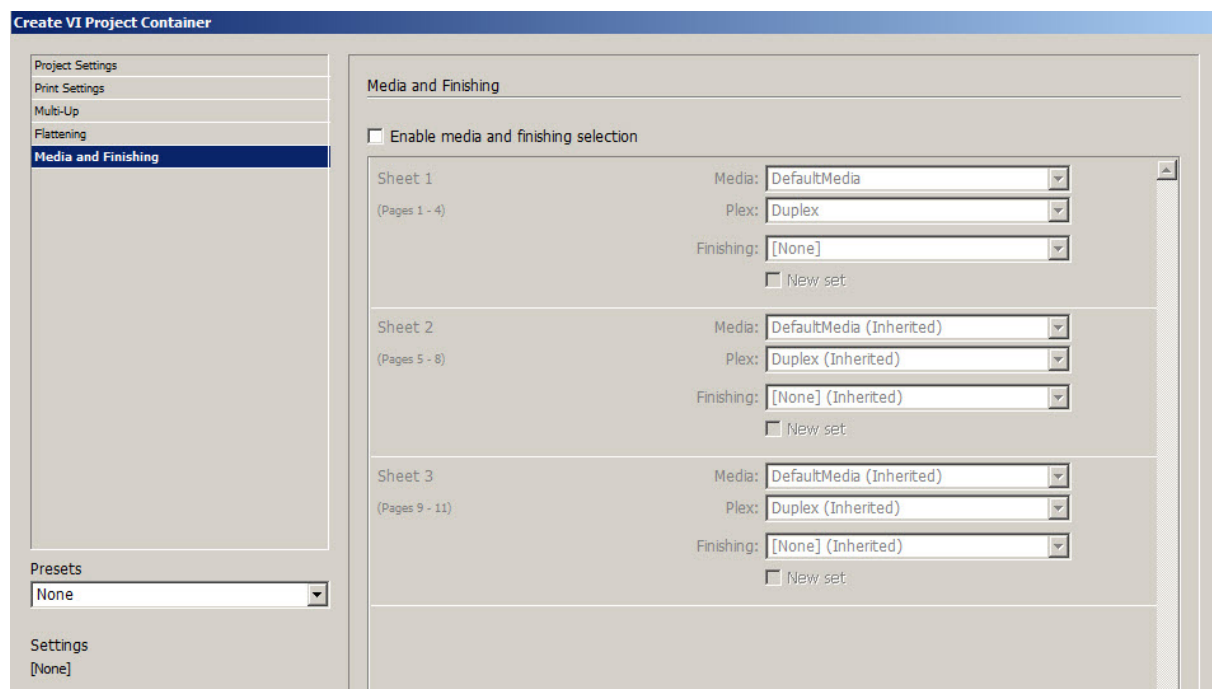 Create VI Project Container
Project Settings
Print Settings
Multi-Up
Flattening
Media and Finishing
Presets
None
Settings
[None]
Media and Finishing
Enable media and finishing selection
Sheet 1 Media: DefaultMedia
(Pages 1 - 4) Plex: Duplex
Finishing: [None]
New set
Sheet 2 Media: DefaultMedia (Inherited)
(Pages 5 - 8) Plex: Duplex (Inherited)
Finishing: [None] (Inherited)
New set
Sheet 3 Media: DefaultMedia (Inherited)
(Pages 9 - 11) Plex: Duplex (Inherited)
Finishing: [None] (Inherited)
New set